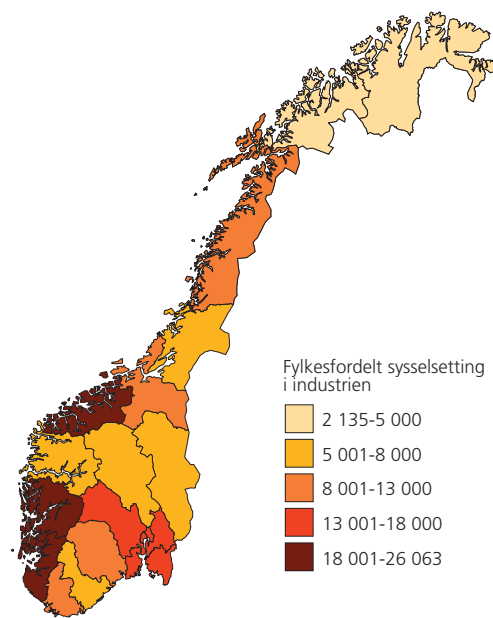 Fylkesfordelt sysselsetting
i industrien
2 135-5 000
5 001-8 000
8 001-13 000
13 001-18 000
18 001-26 063